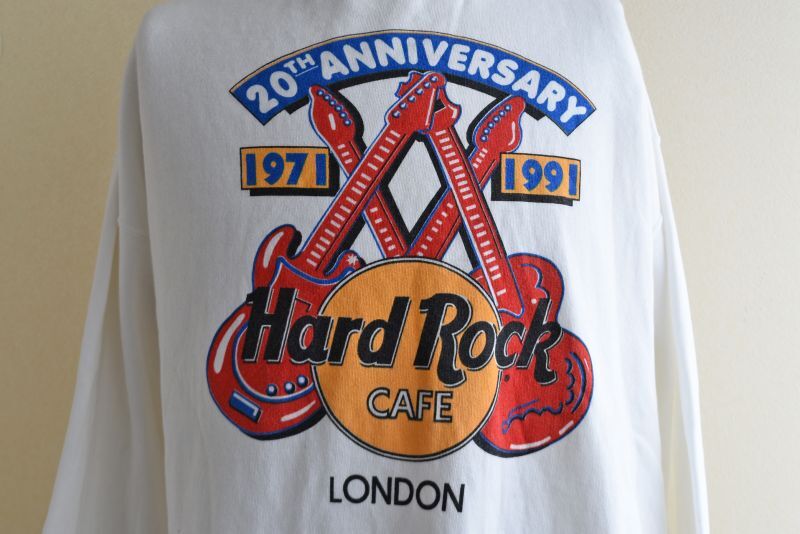 20TH ANNIVERSARY
1971 1991
Hard Rock
CAFE
LONDON